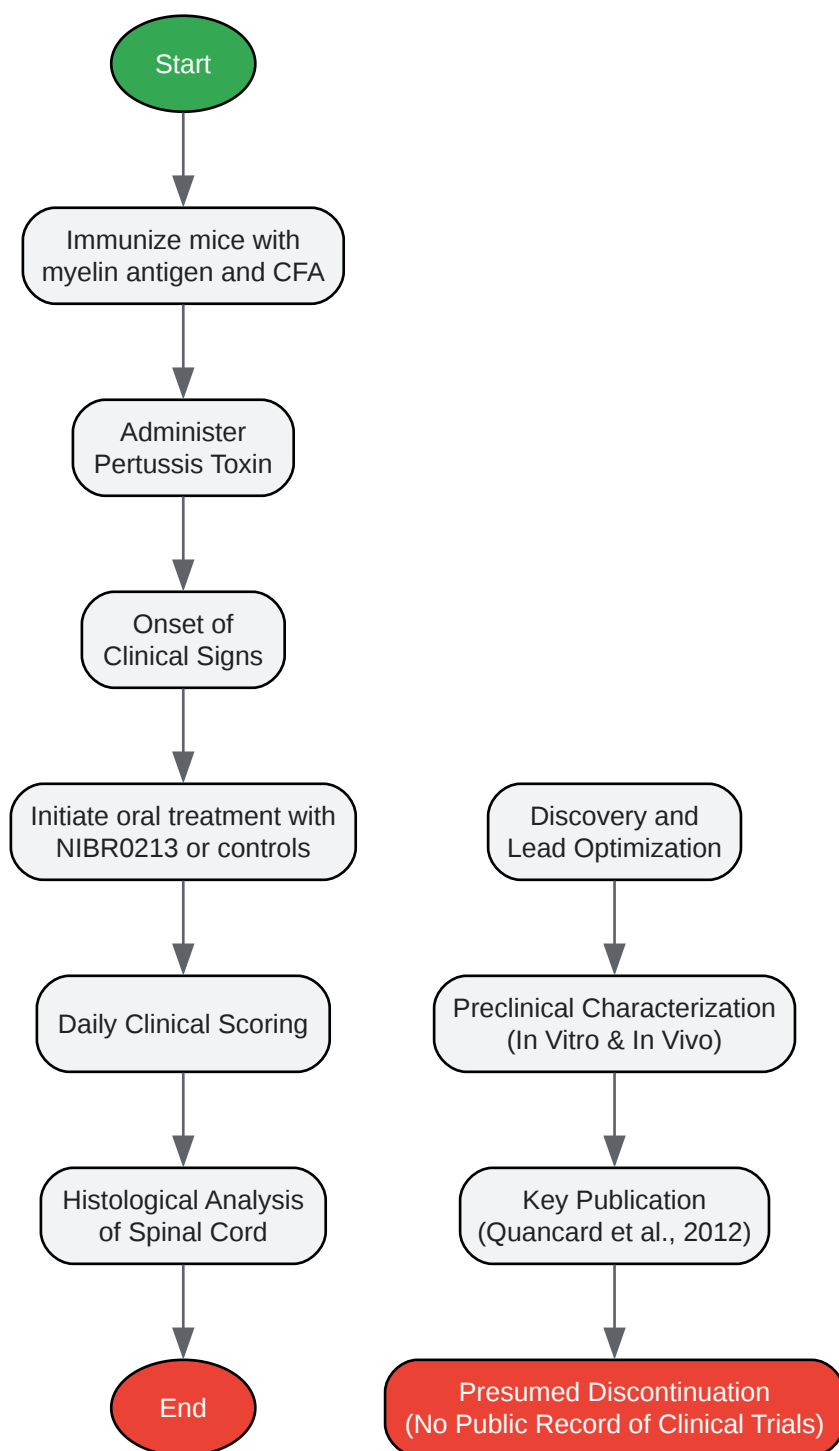 Start
Immunize mice with
myelin antigen and CFA
Administer
Pertussis Toxin
Onset of
Clinical Signs
Initiate oral treatment with
NIBR0213 or controls
Daily Clinical Scoring
Histological Analysis
of Spinal Cord
End
Discovery and
Lead Optimization
Preclinical Characterization
(In Vitro & In Vivo)
Key Publication
(Quancard et al., 2012)
Presumed Discontinuation
(No Public Record of Clinical Trials)